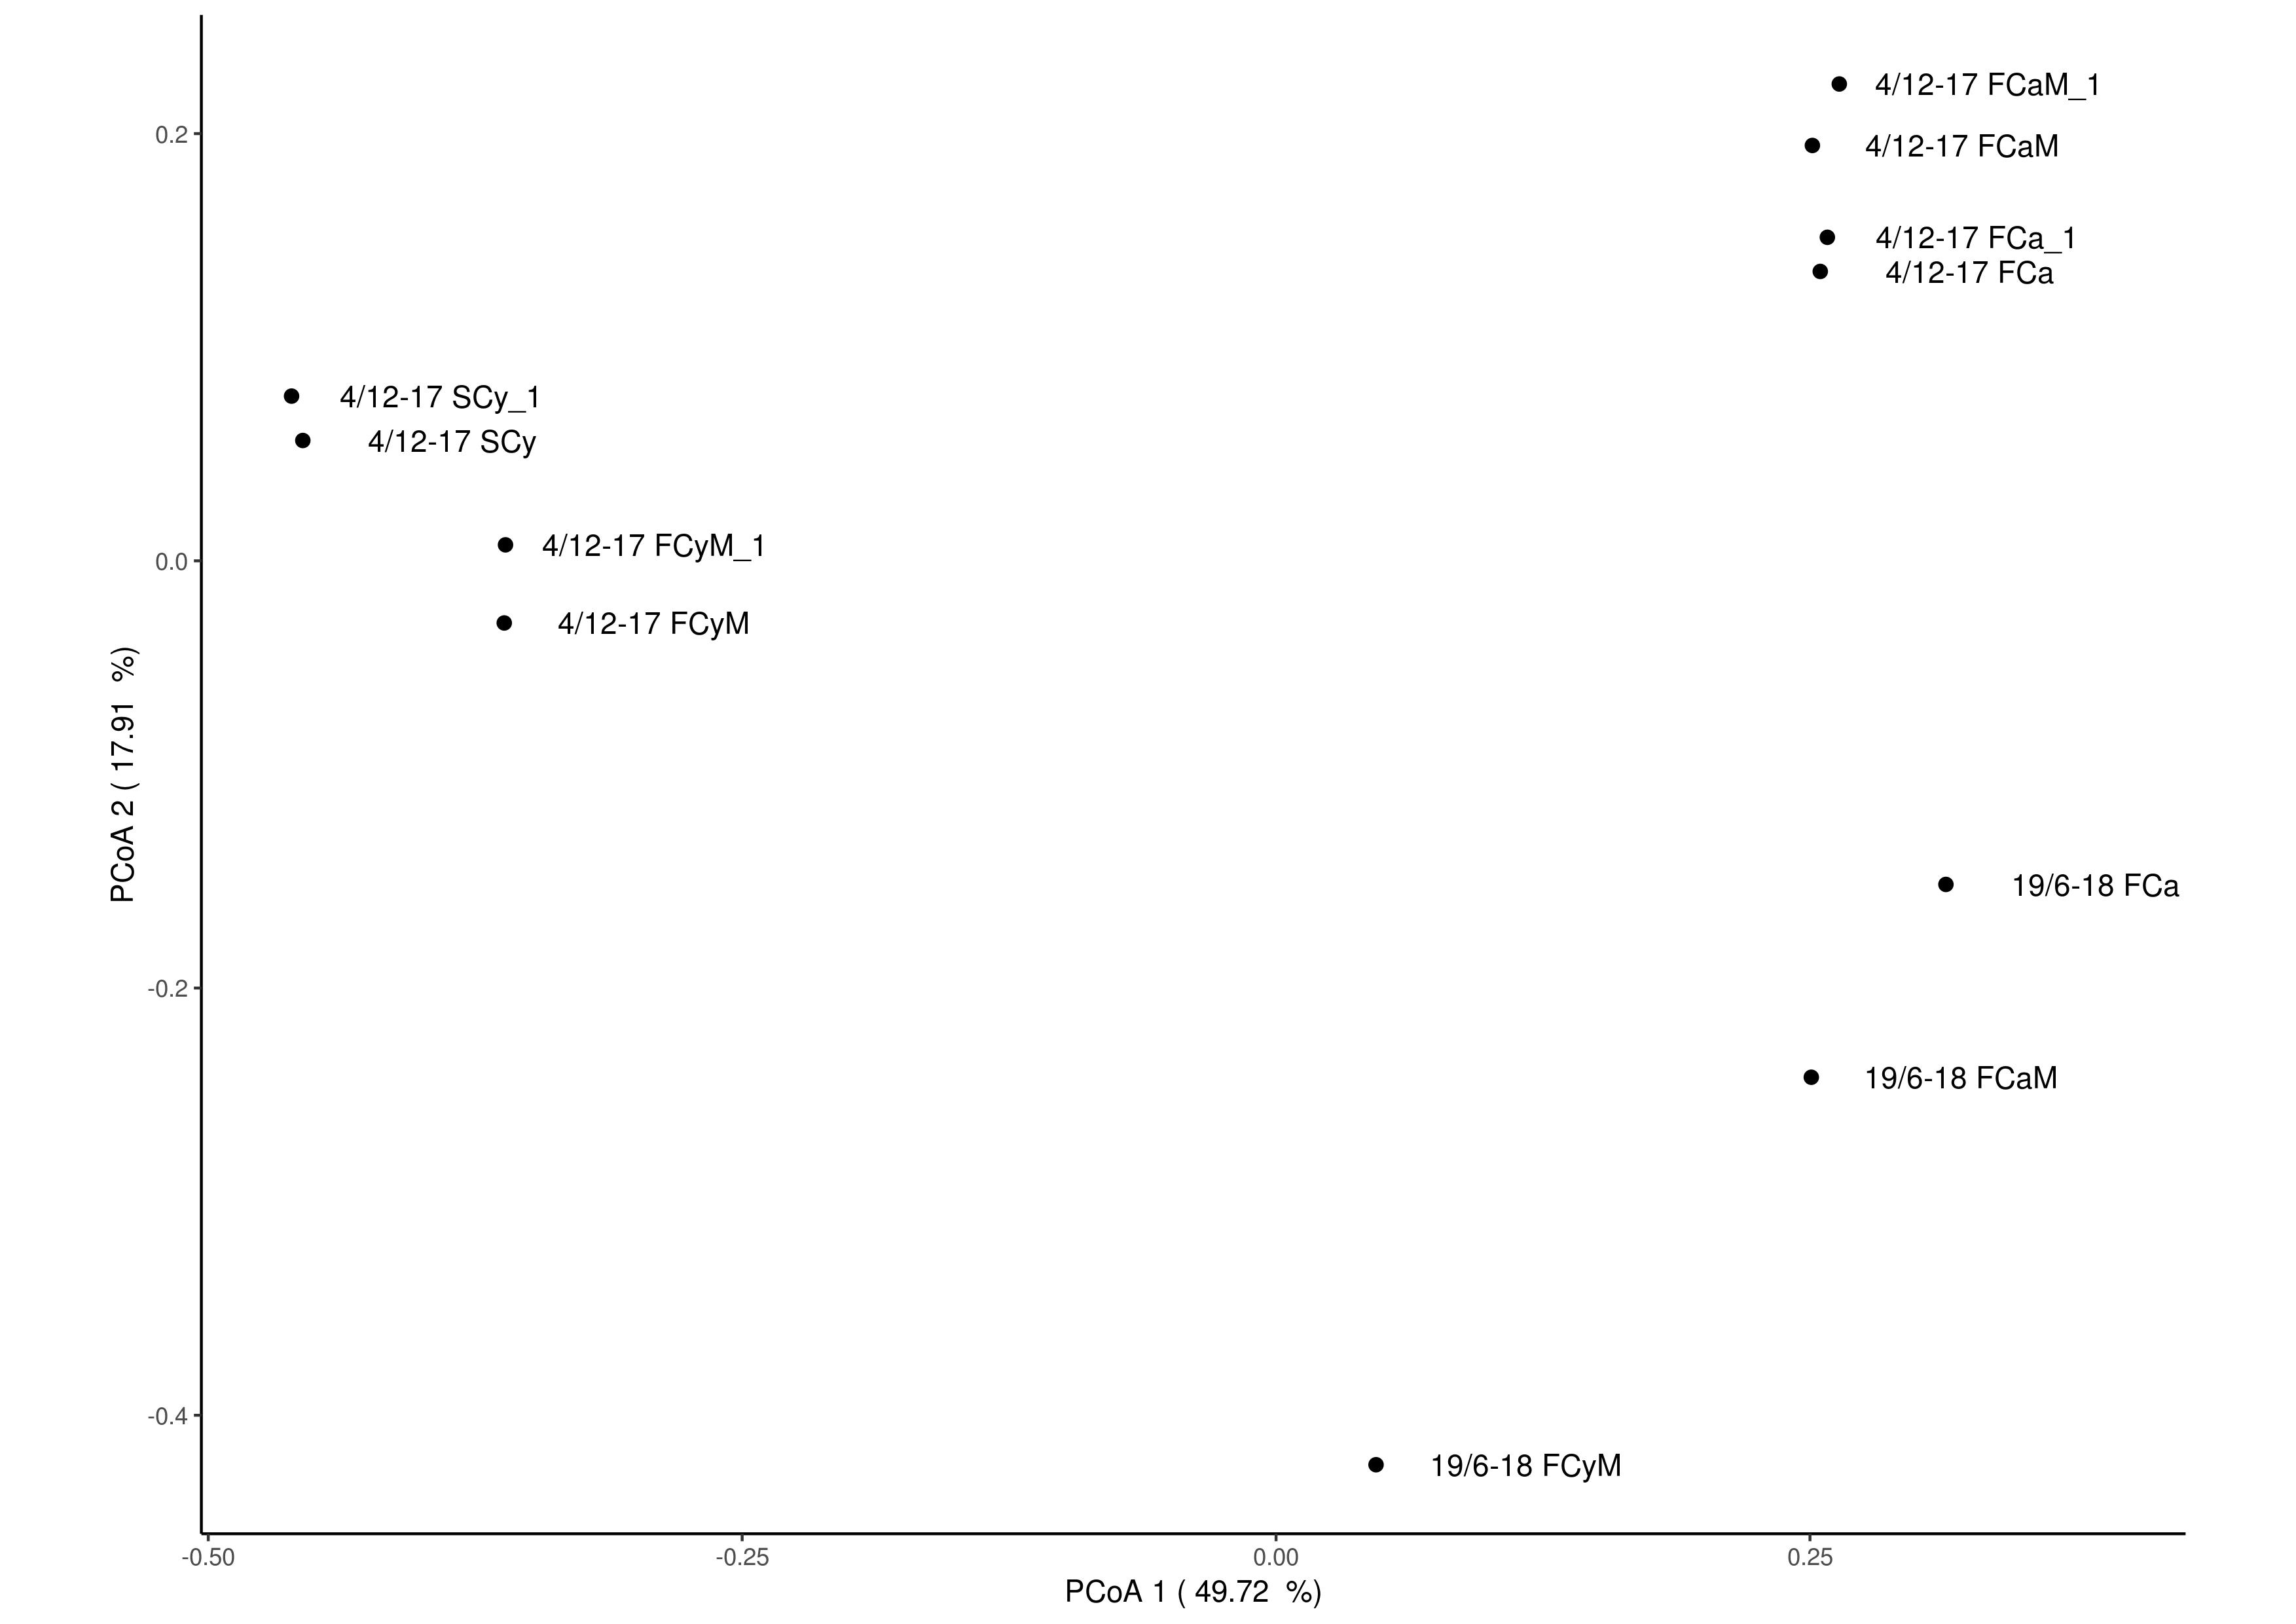 4/12-17 FCaM_1
0.2
4/12-17 FCaM
4/12-17 FCa_1
4/12-17 FCa
4/12-17 SCy_1
4/12-17 SCy
4/12-17 FCyM_1
0.0
4/12-17 FCyM
PCoA 2 ( 17.91  %)
19/6-18 FCa
-0.2
19/6-18 FCaM
-0.4
19/6-18 FCyM
-0.50 -0.25 0.00 0.25
PCoA 1 ( 49.72  %)